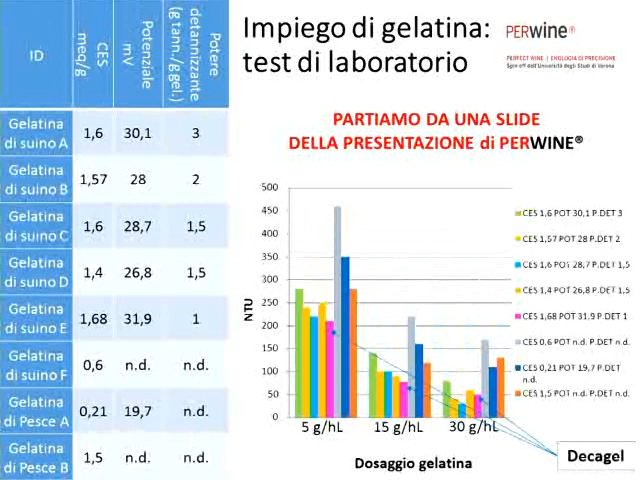 ID
CES
meq/g
Potenziale
mV
Potere
detannizzante
(g tann./g gel.)
Gelatina
di suino A
1,6
30,1
3
Gelatina
di suino B
1,57
28
2
Gelatina
di suino C
1,6
28,7
1,5
Gelatina
di suino D
1,4
26,8
1,5
Gelatina
di suino E
1,68
31,9
1
Gelatina
di suino F
0,6
n.d.
n.d.
Gelatina
di Pesce A
0,21
19,7
n.d.
Gelatina
di Pesce B
1,5
n.d.
n.d.
Impiego di gelatina:
test di laboratorio
PERwine®
PERFECT WINE | ENOLOGIA DI PRECISIONE
Spin off dell'Università degli Studi di Verona
PARTIAMO DA UNA SLIDE
DELLA PRESENTAZIONE di PERWINE®
500
450
400
350
300
250
200
150
100
50
0
NTU
5 g/hL
15 g/hL
30 g/hL
Dosaggio gelatina
CES 1,6 POT 30,1 P.DET 3
CES 1,57 POT 28 P.DET 2
CES 1,6 POT 28,7 P.DET 1,5
CES 1,4 POT 26,8 P.DET 1,5
CES 1,68 POT 31,9 P.DET 1
CES 0,6 POT n.d. P.DET n.d.
CES 0,21 POT 19,7 P.DET
n.d.
CES 1,5 POT n.d. P.DET n.d.
Decagel